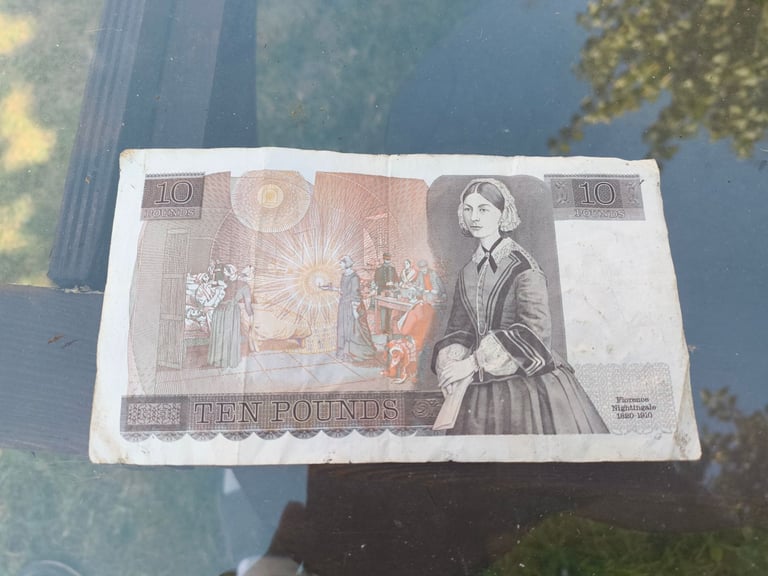 10
POUNDS
10
POUNDS
TEN POUNDS
Florence
Nightingale
1820-1910